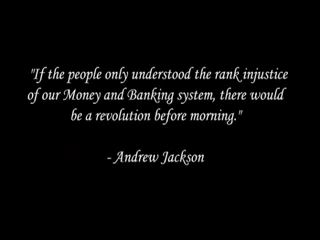 "If the people only understood the rank injustice
of our Money and Banking system, there would
be a revolution before morning."
- Andrew Jackson